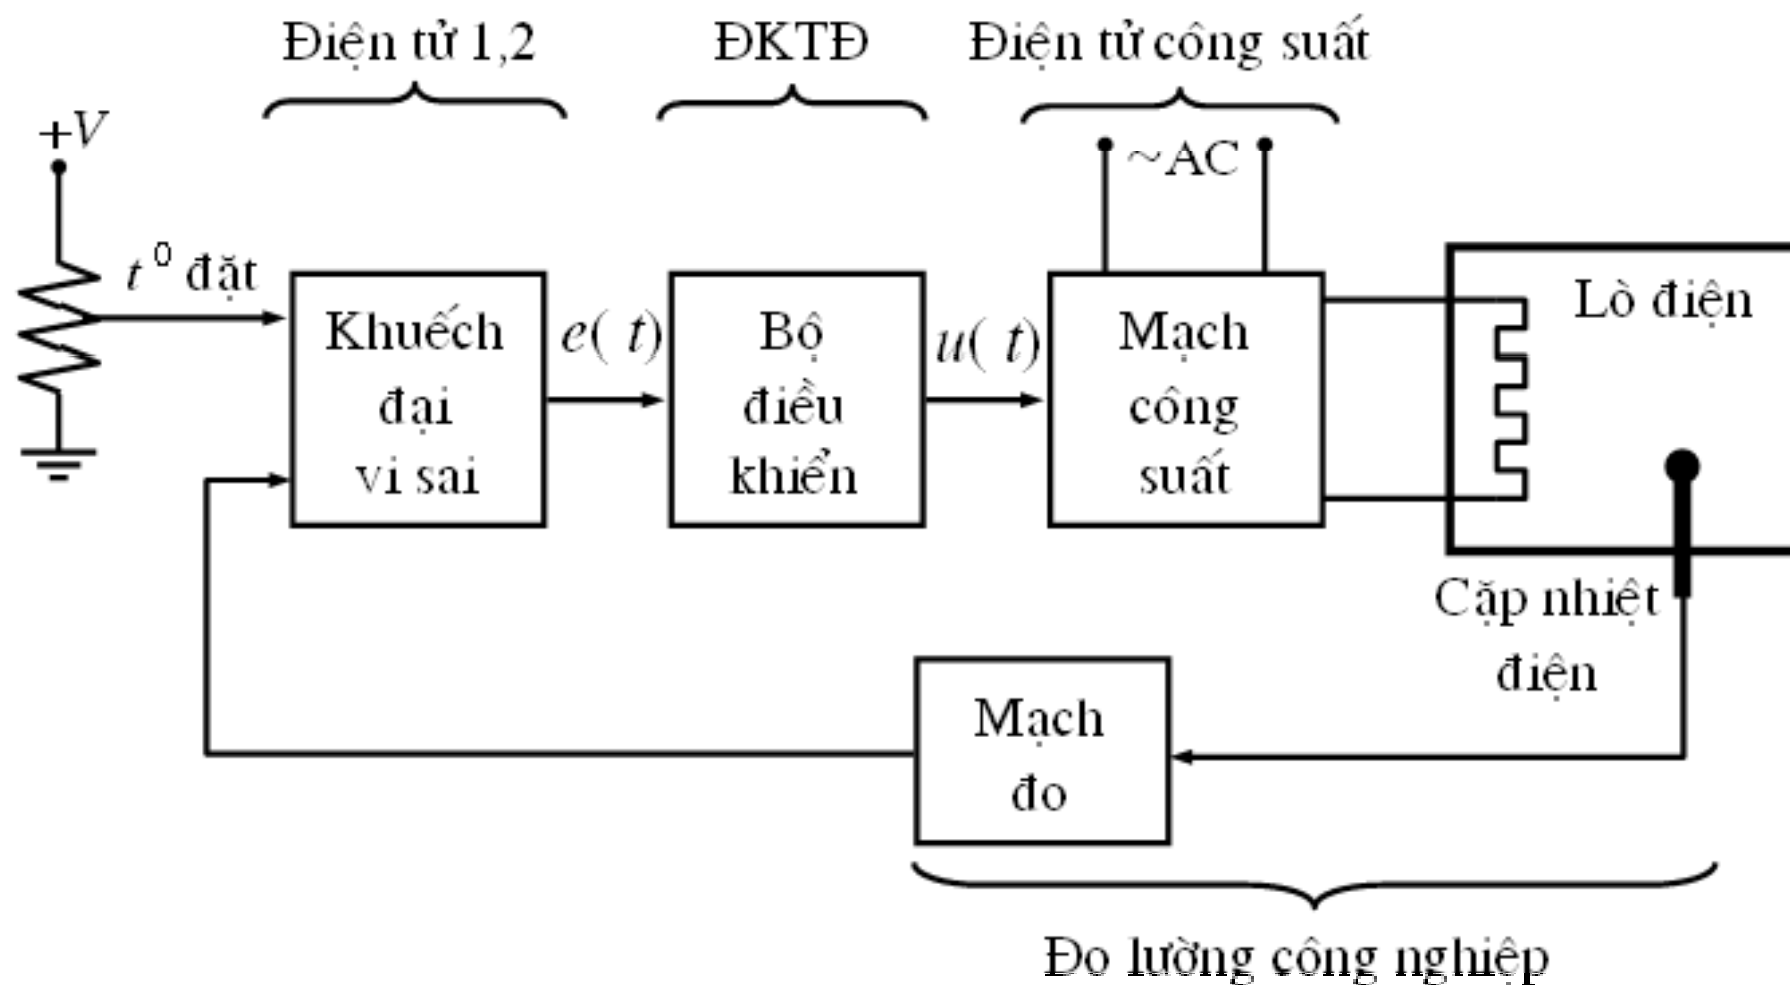 Điện tử 1,2
ĐKTĐ
Điện tử công suất
+V
~AC
t⁰ đặt
Khuếch
đại
vi sai
e( t)
Bộ
điều
khiển
u( t)
Mạch
công
suất
Lò điện
Cặp nhiệt
điện
Mạch
đo
Đo lường công nghiệp